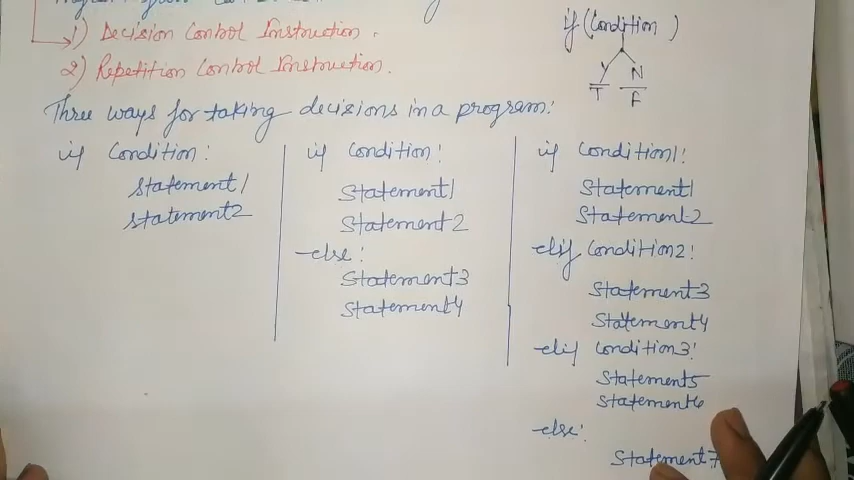 1) Decision Control Instruction.
2) Repetition Control Instruction.
if (Condition )
Y N
T F
Three ways for taking decisions in a program:
if Condition:
Statement1
Statement2
if Condition:
Statement1
Statement2
else:
Statement3
Statement4
if Condition1:
Statement1
Statement2
elif Condition2:
Statement3
Statement4
elif Condition3:
Statement5
Statement6
else:
Statement7